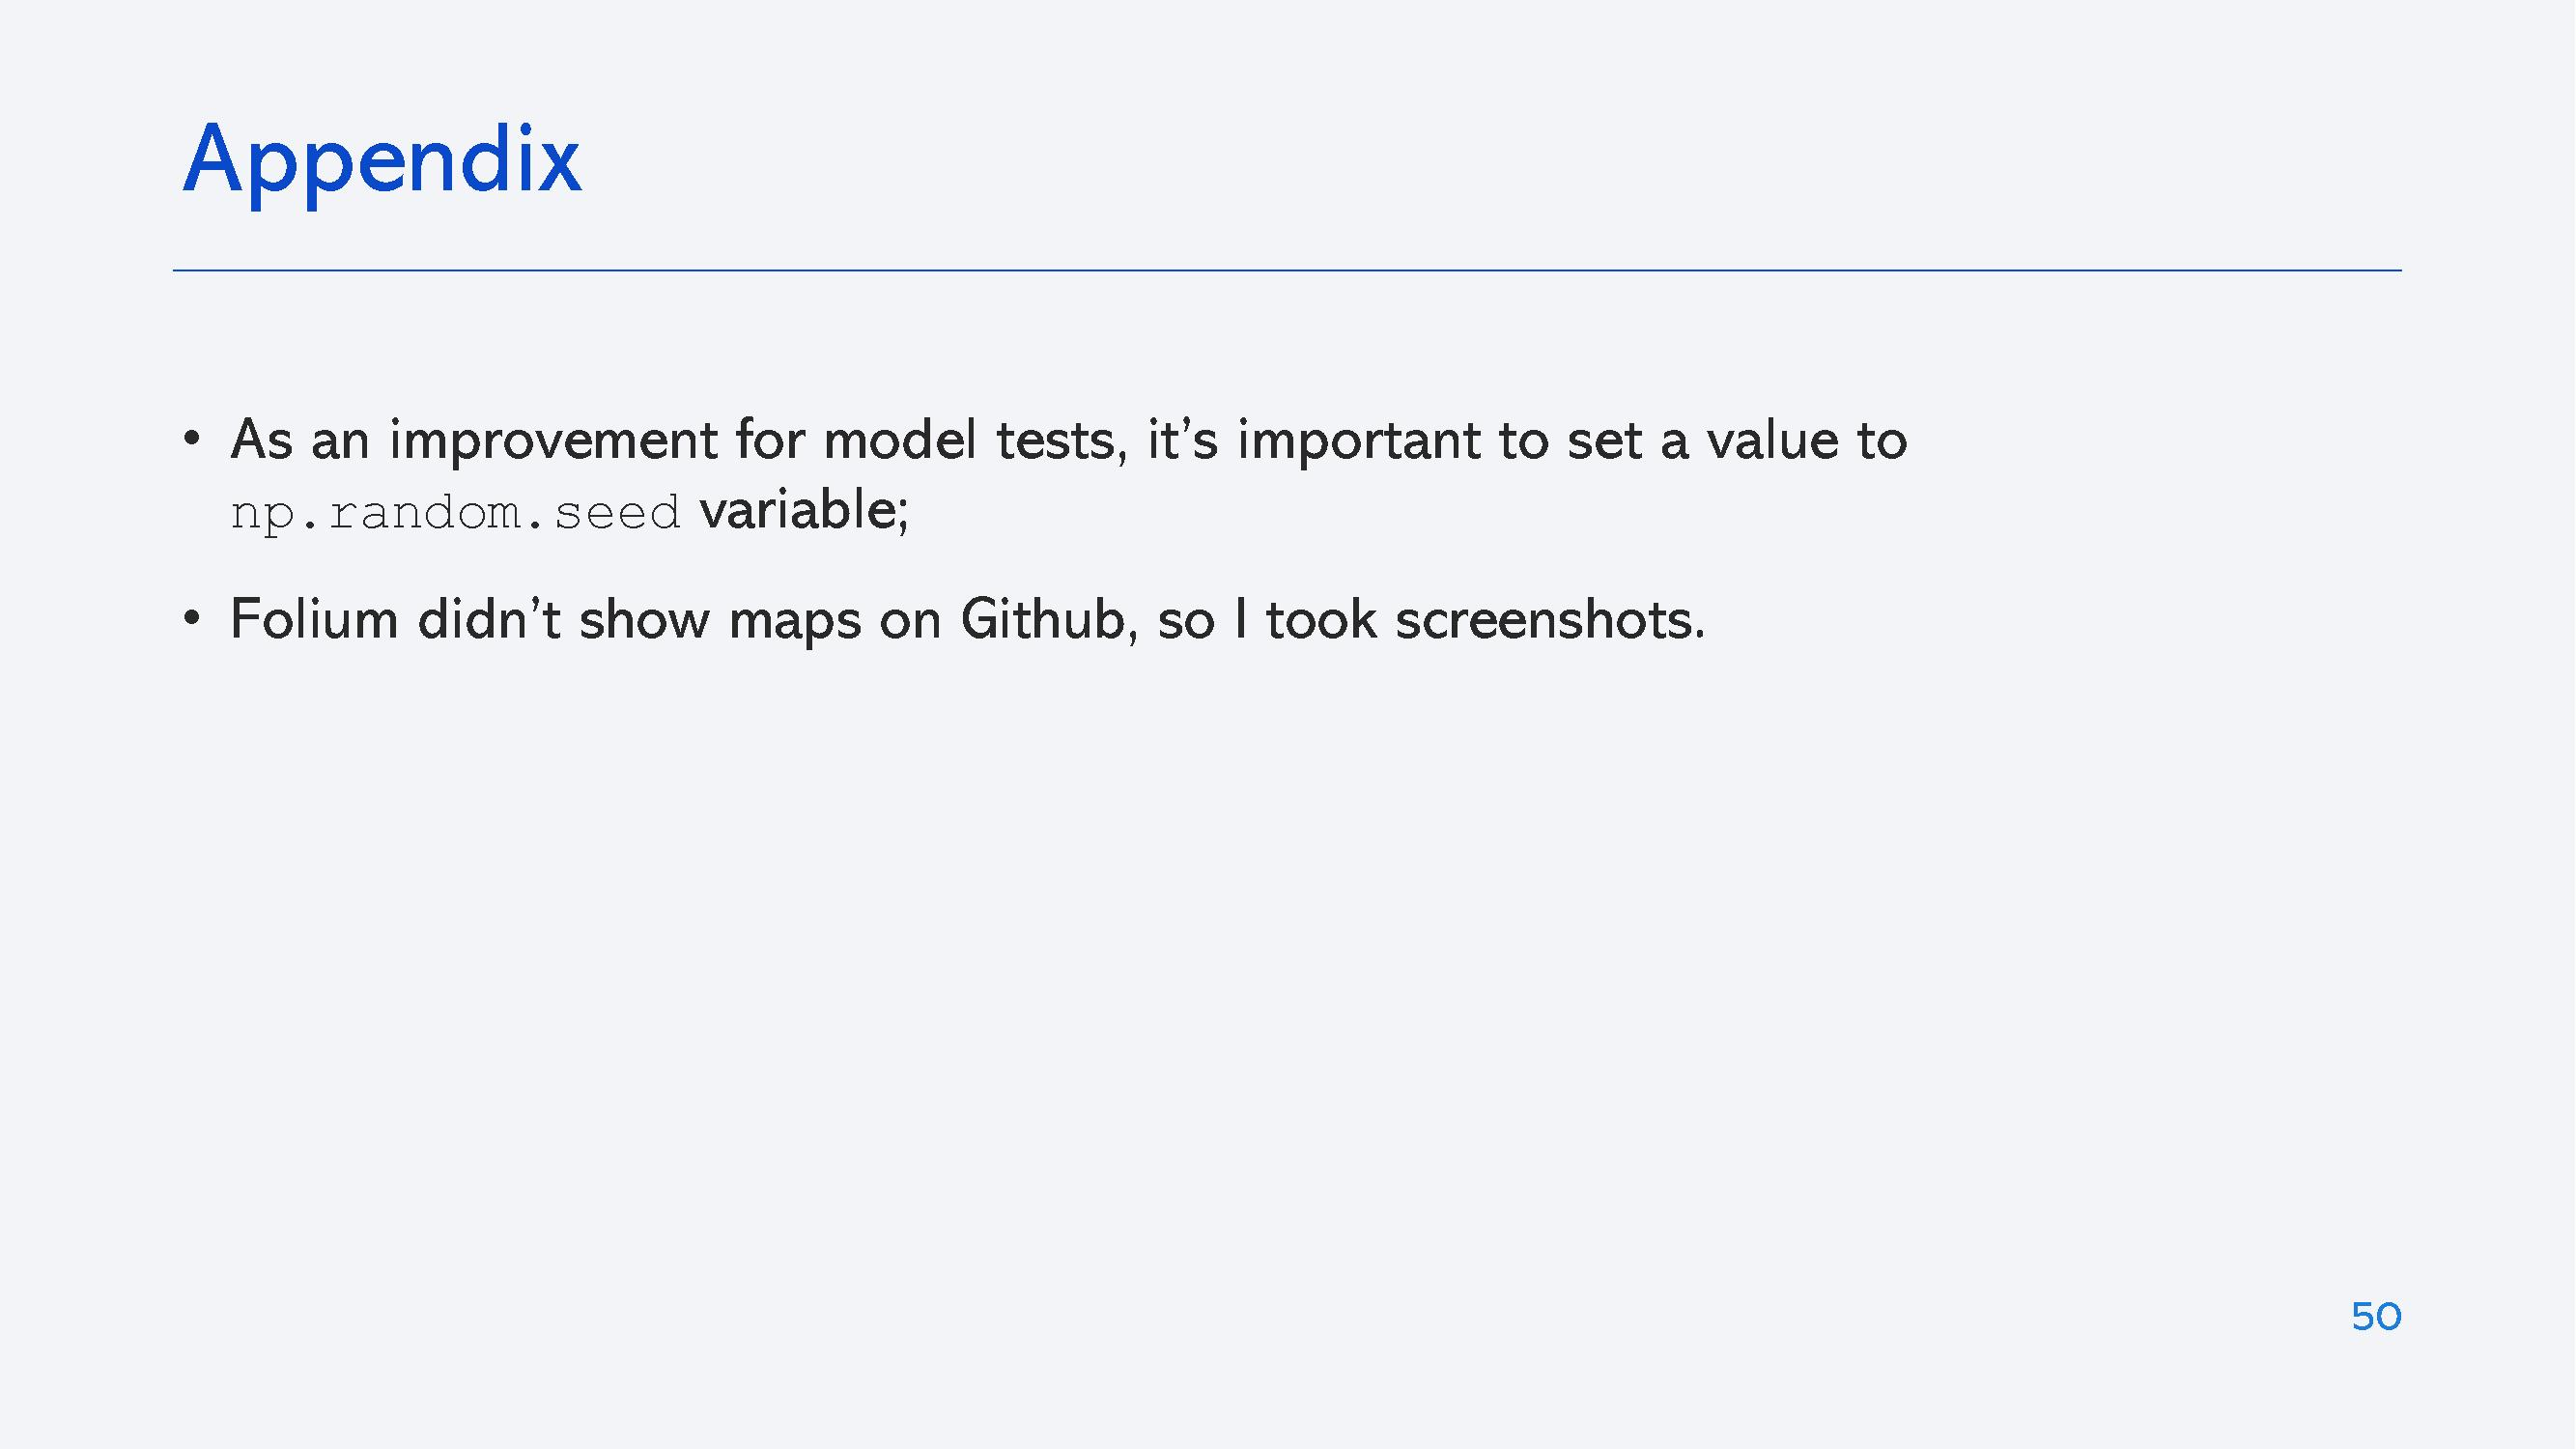 Appendix
• As an improvement for model tests, it’s important to set a value to
np.random.seed variable;
• Folium didn’t show maps on Github, so I took screenshots.
50